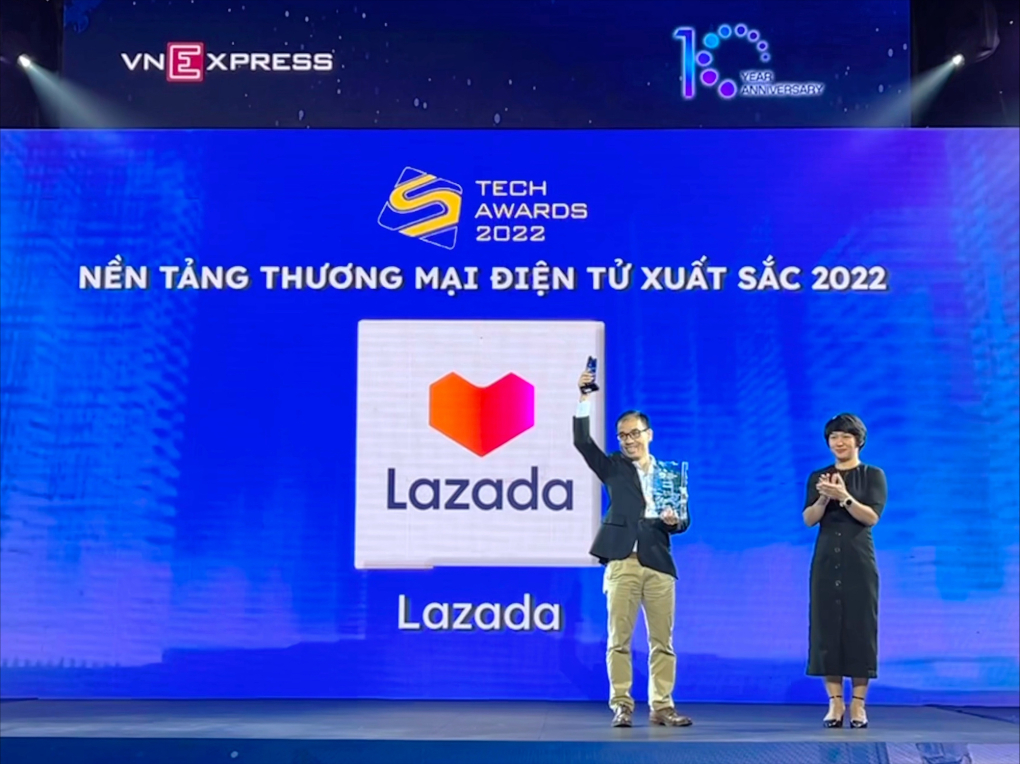 VNEXPRESS
10 YEAR
ANNIVERSARY
TECH
AWARDS
2022
NỀN TẢNG THƯƠNG MẠI ĐIỆN TỬ XUẤT SẮC 2022
Lazada
Lazada